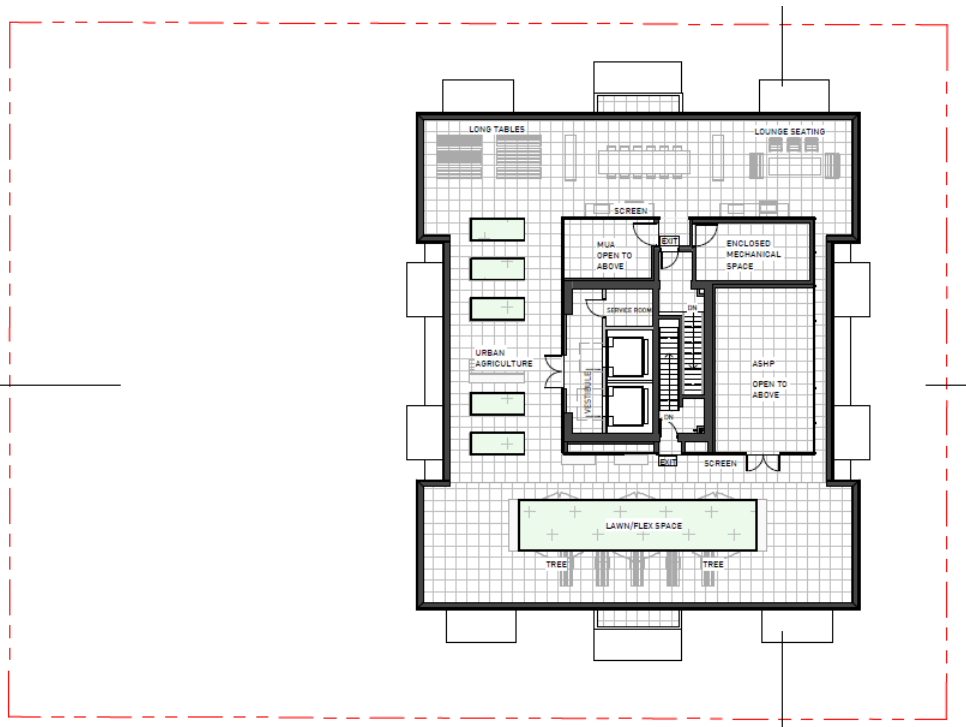 LONG TABLES
LOUNGE SEATING
SCREEN
MUA
OPEN TO
ABOVE
EXIT
ENCLOSED
MECHANICAL
SPACE
SERVICE ROOM
DN
URBAN
AGRICULTURE
VESTIBULE
ASHP
OPEN TO
ABOVE
DN
EXIT
SCREEN
LAWN/FLEX SPACE
TREE
TREE